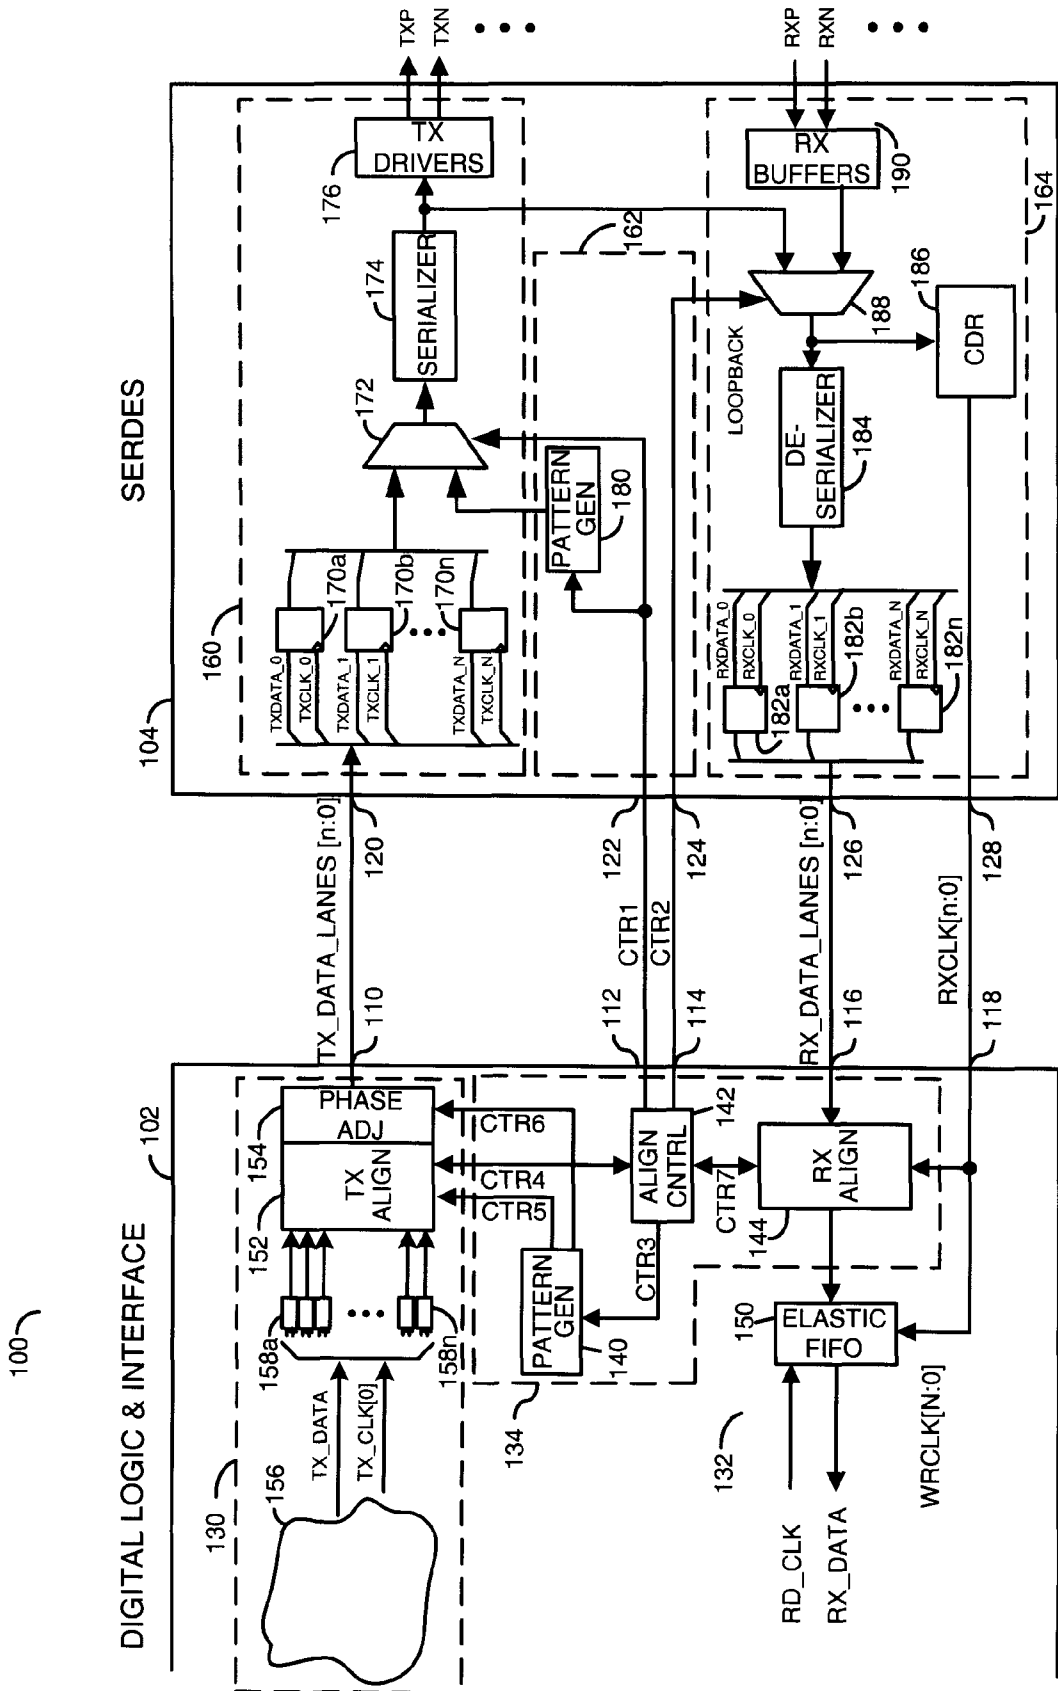 100
DIGITAL LOGIC & INTERFACE
SERDES
102
104
130
156
TX_DATA
TX_CLK[0]
158a
158n
152
TX
ALIGN
154
PHASE
ADJ
110
TX_DATA_LANES [n:0]
120
160
TXDATA_0
TXCLK_0
TXDATA_1
TXCLK_1
TXDATA_N
TXCLK_N
170a
170b
170n
172
174
SERIALIZER
176
TX
DRIVERS
TXP
TXN
134
PATTERN
GEN
140
CTR5
CTR4
CTR6
CTR3
ALIGN
CNTRL
142
112
114
CTR1
CTR2
122
124
PATTERN
GEN
180
162
CTR7
RX
ALIGN
144
116
RX_DATA_LANES [n:0]
126
RXDATA_0
RXCLK_0
RXDATA_1
RXCLK_1
RXDATA_N
RXCLK_N
182a
182b
182n
DE-
SERIALIZER
184
LOOPBACK
188
186
CDR
RX
BUFFERS
190
RXP
RXN
164
132
RD_CLK
RX_DATA
150
ELASTIC
FIFO
WRCLK[N:0]
118
RXCLK[n:0]
128